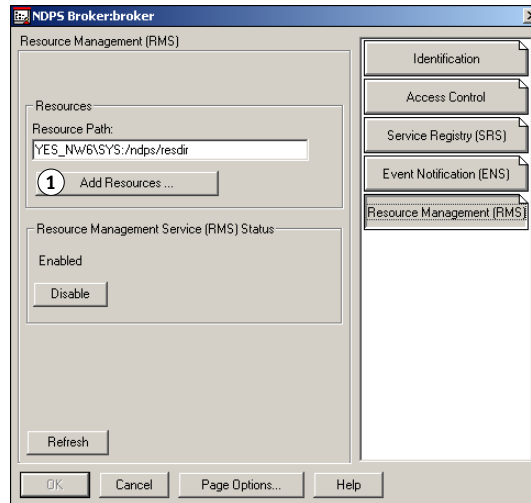 NDPS Broker:broker
Resource Management (RMS)
Resources
Resource Path:
YES_NW6\SYS:/ndps/resdir
1 Add Resources ...
Resource Management Service (RMS) Status
Enabled
Disable
Refresh
Identification
Access Control
Service Registry (SRS)
Event Notification (ENS)
Resource Management (RMS)
OK Cancel Page Options... Help